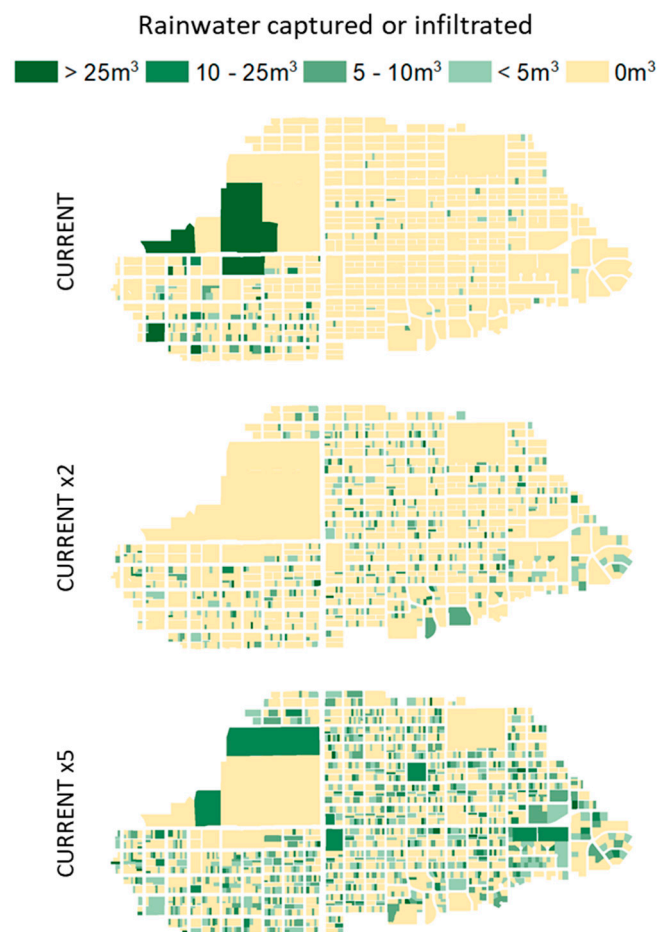 Rainwater captured or infiltrated
> 25m³ 10 - 25m³ 5 - 10m³ < 5m³ 0m³
CURRENT
CURRENT x2
CURRENT x5